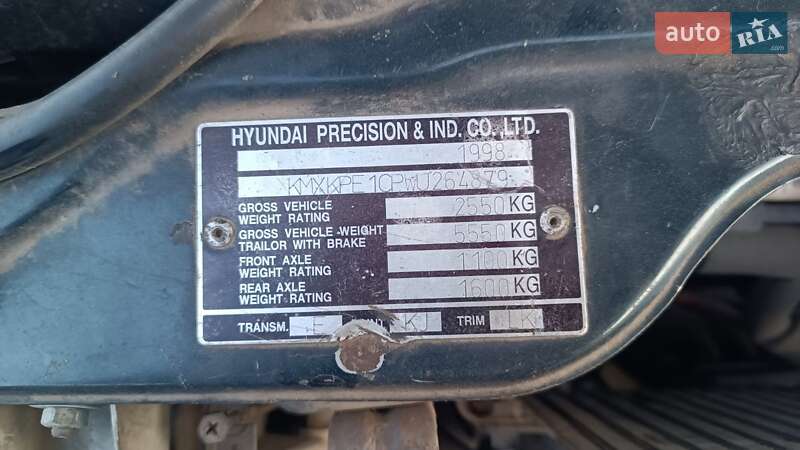 auto RIA.com
HYUNDAI PRECISION & IND. CO. LTD.
1998
KMXKPE1CPWU264879
GROSS VEHICLE WEIGHT RATING 2550 KG
GROSS VEHICLE WEIGHT TRAILOR WITH BRAKE 5550 KG
FRONT AXLE WEIGHT RATING 1100 KG
REAR AXLE WEIGHT RATING 1600 KG
TRANSM. E KJ TRIM K